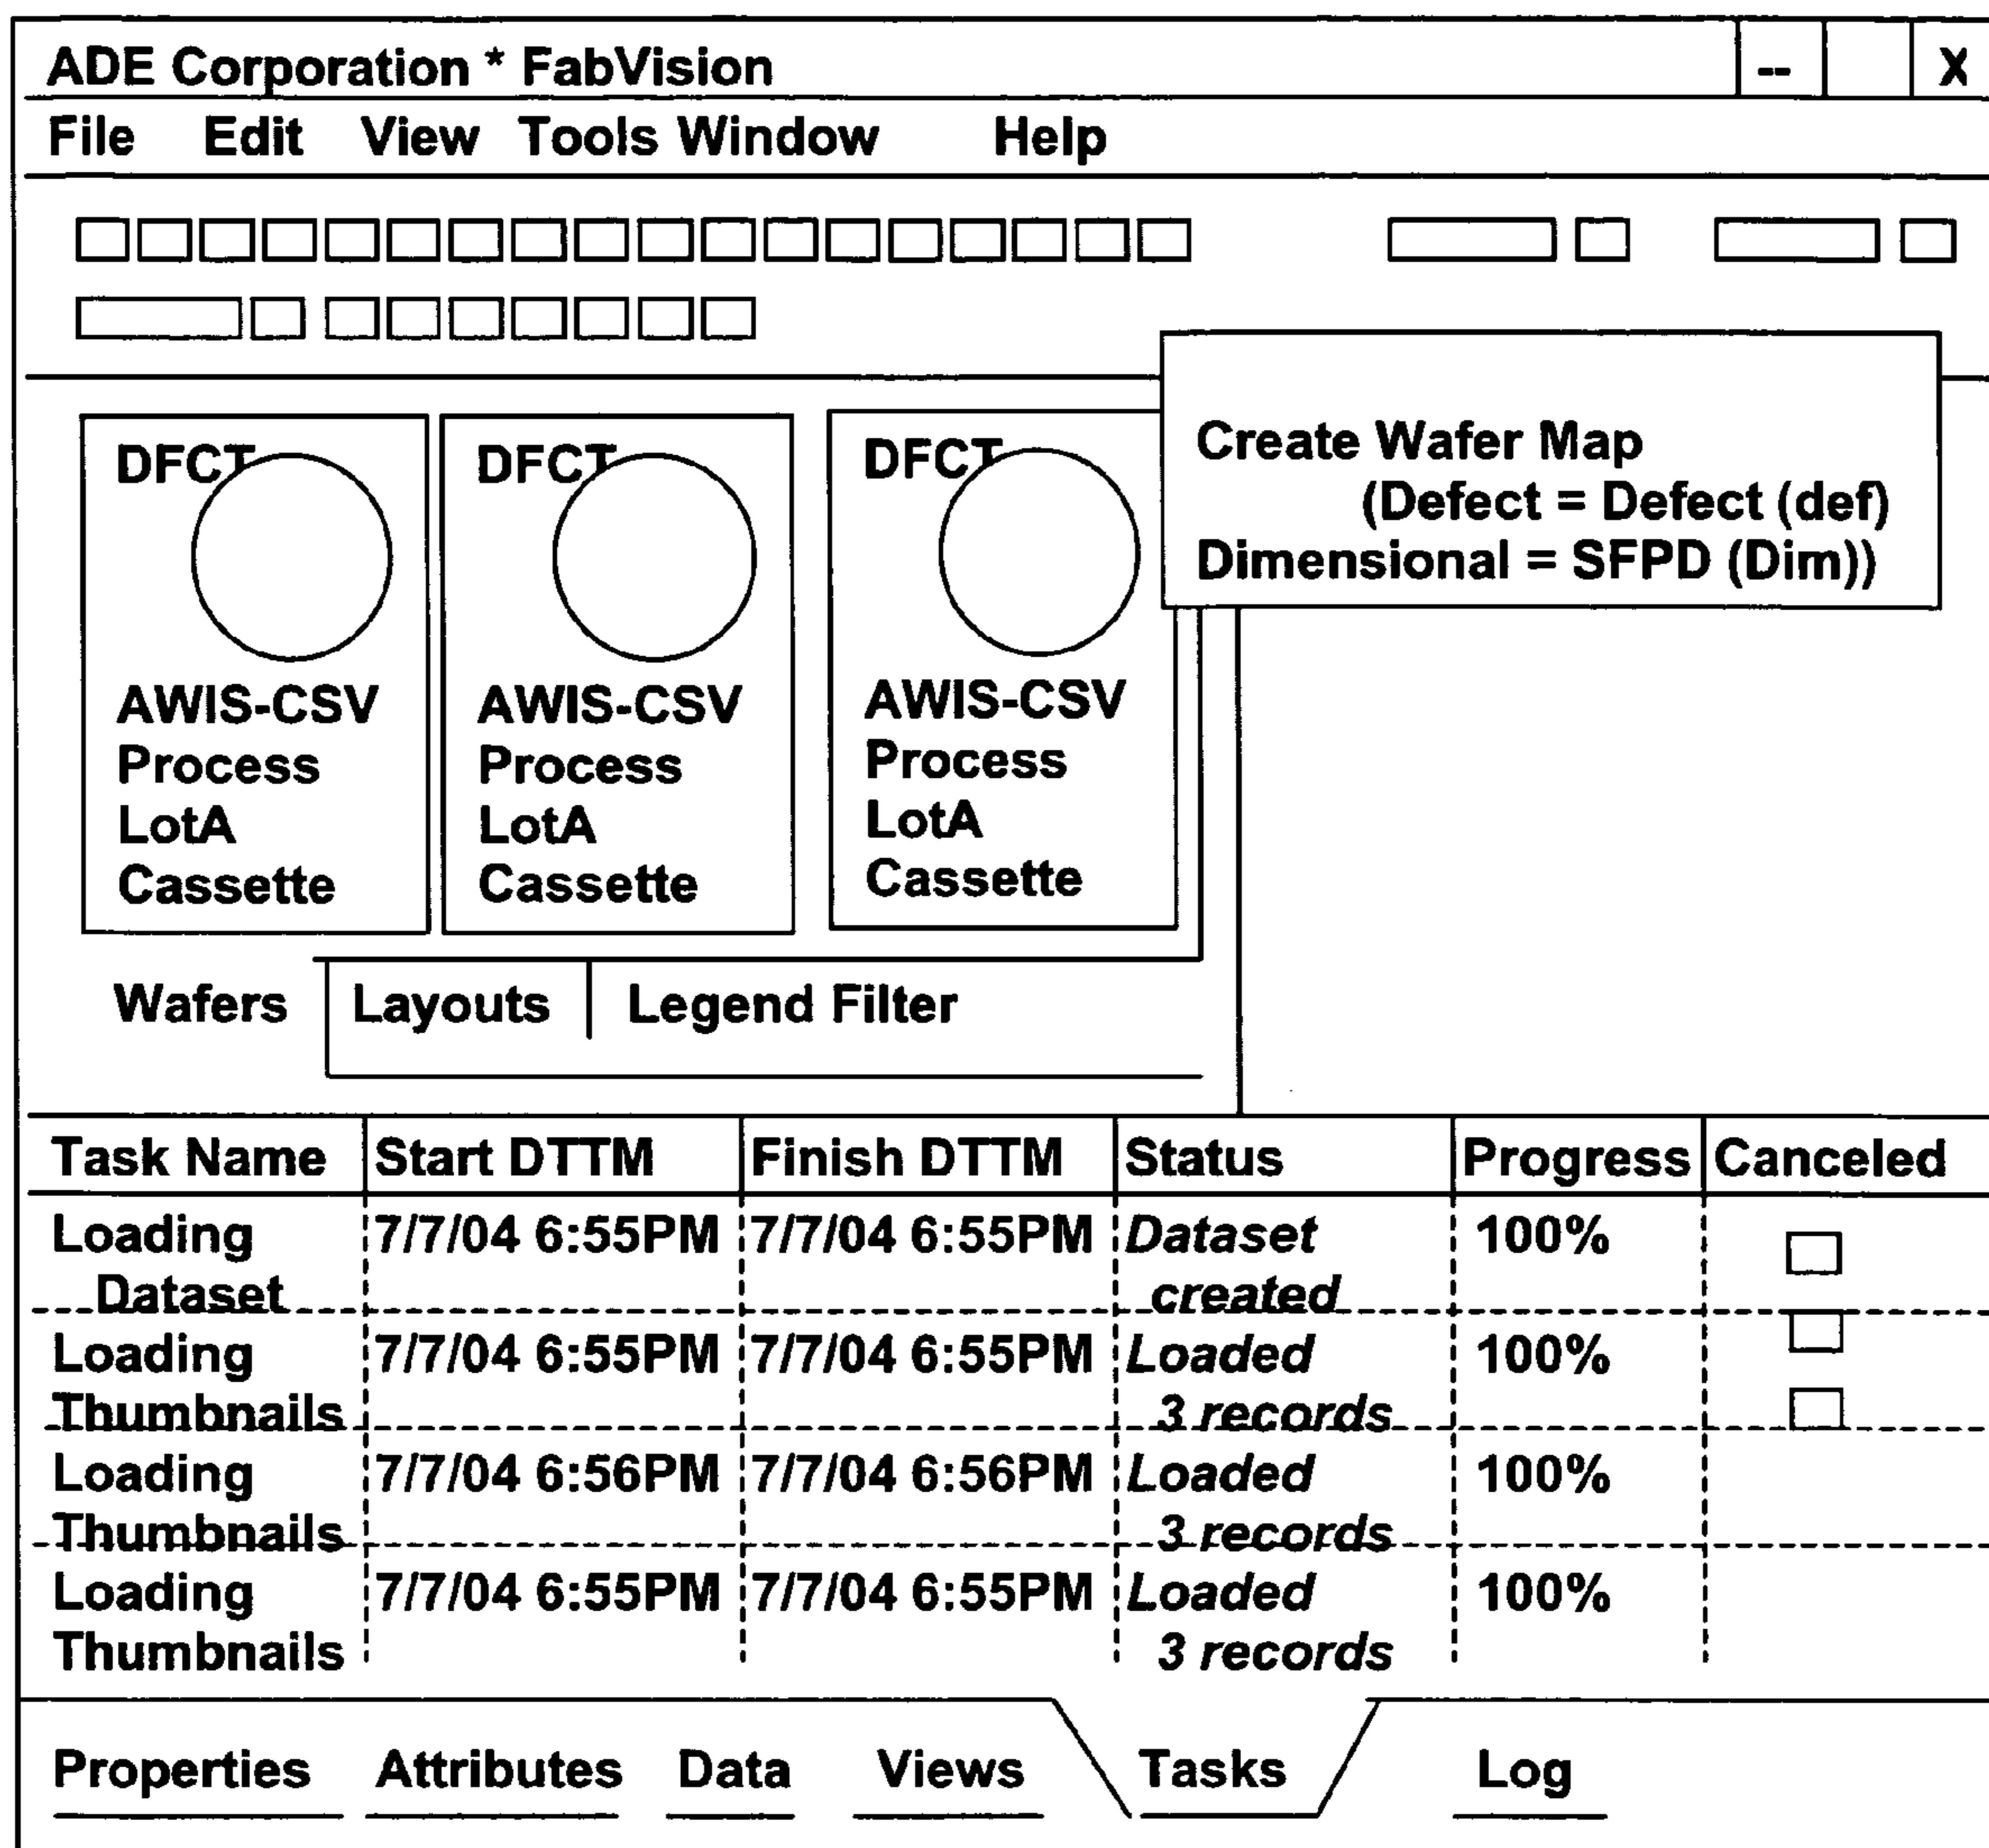 ADE Corporation * FabVision -- X
File Edit View Tools Window Help
Create Wafer Map
(Defect = Defect (def)
Dimensional = SFPD (Dim))
DFCT DFCT DFCT
AWIS-CSV AWIS-CSV AWIS-CSV
Process Process Process
LotA LotA LotA
Cassette Cassette Cassette
Wafers Layouts Legend Filter
Task Name Start DTTM Finish DTTM Status Progress Canceled
Loading 7/7/04 6:55PM 7/7/04 6:55PM Dataset 100%
Dataset created
Loading 7/7/04 6:55PM 7/7/04 6:55PM Loaded 100%
Thumbnails 3 records
Loading 7/7/04 6:56PM 7/7/04 6:56PM Loaded 100%
Thumbnails 3 records
Loading 7/7/04 6:55PM 7/7/04 6:55PM Loaded 100%
Thumbnails 3 records
Properties Attributes Data Views Tasks Log